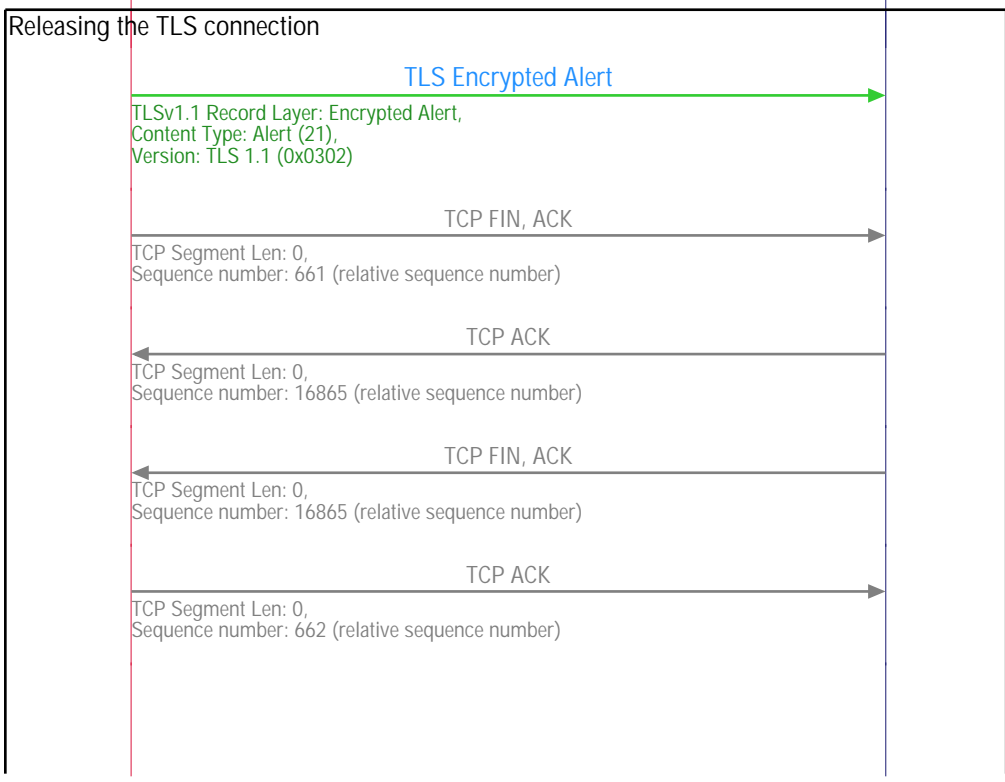 Releasing the TLS connection
TLS Encrypted Alert
TLSv1.1 Record Layer: Encrypted Alert,
Content Type: Alert (21),
Version: TLS 1.1 (0x0302)
TCP FIN, ACK
TCP Segment Len: 0,
Sequence number: 661 (relative sequence number)
TCP ACK
TCP Segment Len: 0,
Sequence number: 16865 (relative sequence number)
TCP FIN, ACK
TCP Segment Len: 0,
Sequence number: 16865 (relative sequence number)
TCP ACK
TCP Segment Len: 0,
Sequence number: 662 (relative sequence number)